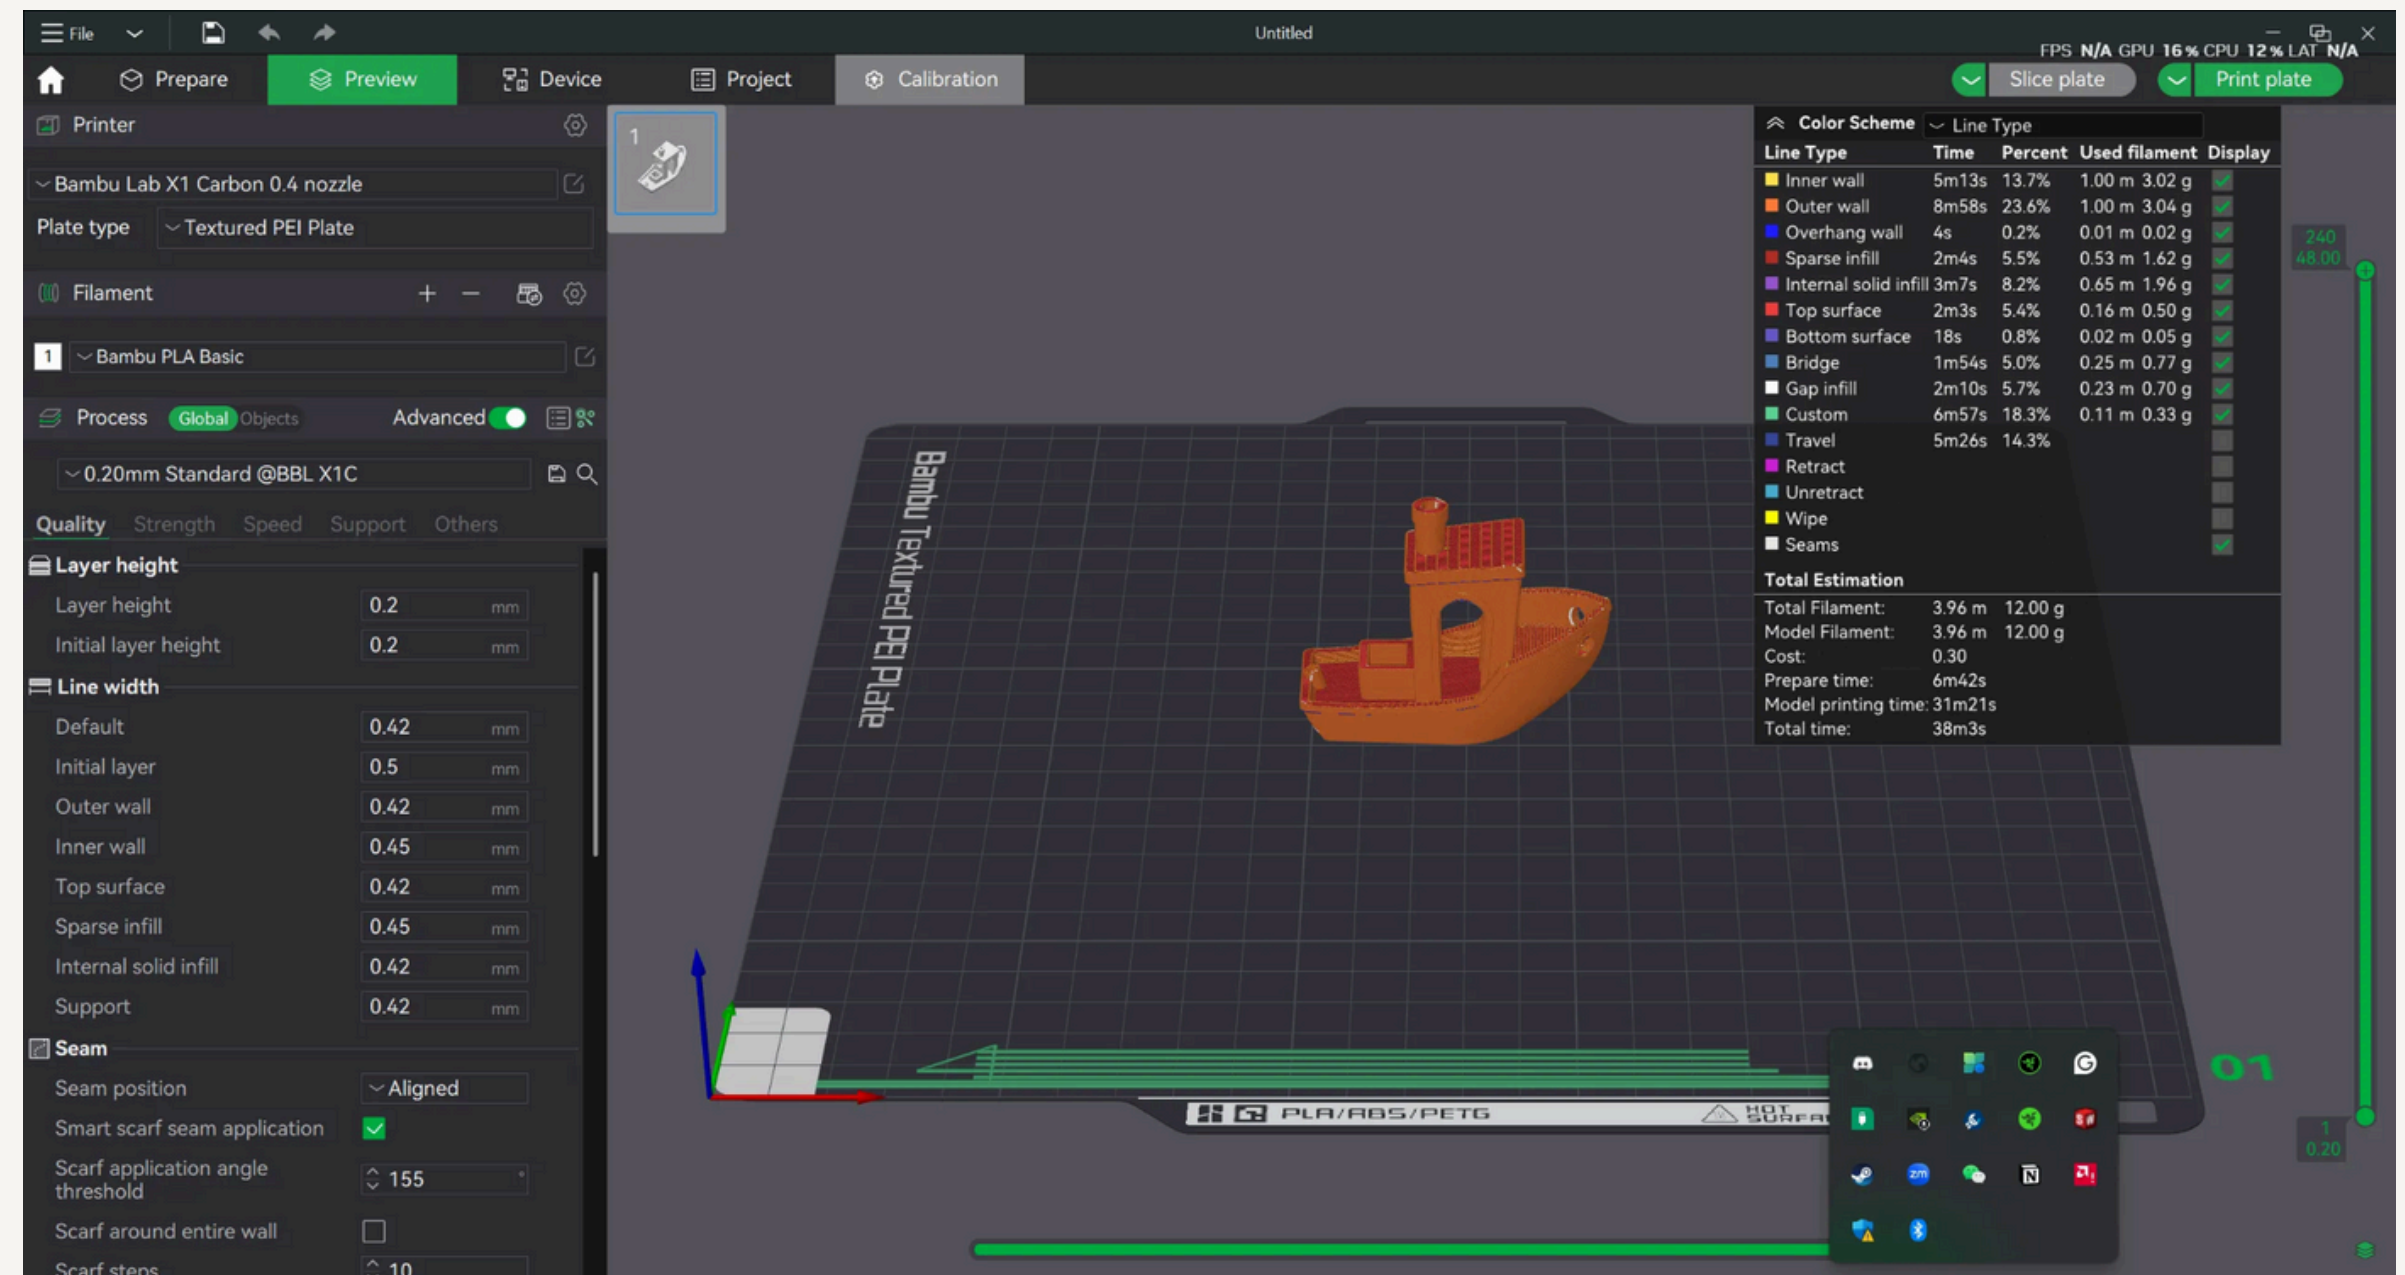 File
Untitled
FPS N/A GPU 16% CPU 12% LAT N/A
Prepare
Preview
Device
Project
Calibration
Slice plate
Print plate
Printer
Bambu Lab X1 Carbon 0.4 nozzle
Plate type
Textured PEI Plate
Filament
1
Bambu PLA Basic
Process
Global
Objects
Advanced
0.20mm Standard @BBL X1C
Quality
Strength
Speed
Support
Others
Layer height
Layer height 0.2 mm
Initial layer height 0.2 mm
Line width
Default 0.42 mm
Initial layer 0.5 mm
Outer wall 0.42 mm
Inner wall 0.45 mm
Top surface 0.42 mm
Sparse infill 0.45 mm
Internal solid infill 0.42 mm
Support 0.42 mm
Seam
Seam position Aligned
Smart scarf seam application
Scarf application angle
threshold
155 °
Scarf around entire wall
Scarf steps 10
1
Bambu Textured PEI Plate
PLA/ABS/PETG
HOT
01
Color Scheme Line Type
Line Type Time Percent Used filament Display
Inner wall 5m13s 13.7% 1.00 m 3.02 g
Outer wall 8m58s 23.6% 1.00 m 3.04 g
Overhang wall 4s 0.2% 0.01 m 0.02 g
Sparse infill 2m4s 5.5% 0.53 m 1.62 g
Internal solid infill 3m7s 8.2% 0.65 m 1.96 g
Top surface 2m3s 5.4% 0.16 m 0.50 g
Bottom surface 18s 0.8% 0.02 m 0.05 g
Bridge 1m54s 5.0% 0.25 m 0.77 g
Gap infill 2m10s 5.7% 0.23 m 0.70 g
Custom 6m57s 18.3% 0.11 m 0.33 g
Travel 5m26s 14.3%
Retract
Unretract
Wipe
Seams
Total Estimation
Total Filament: 3.96 m 12.00 g
Model Filament: 3.96 m 12.00 g
Cost: 0.30
Prepare time: 6m42s
Model printing time: 31m21s
Total time: 38m3s
240
48.00
1
0.20
zm